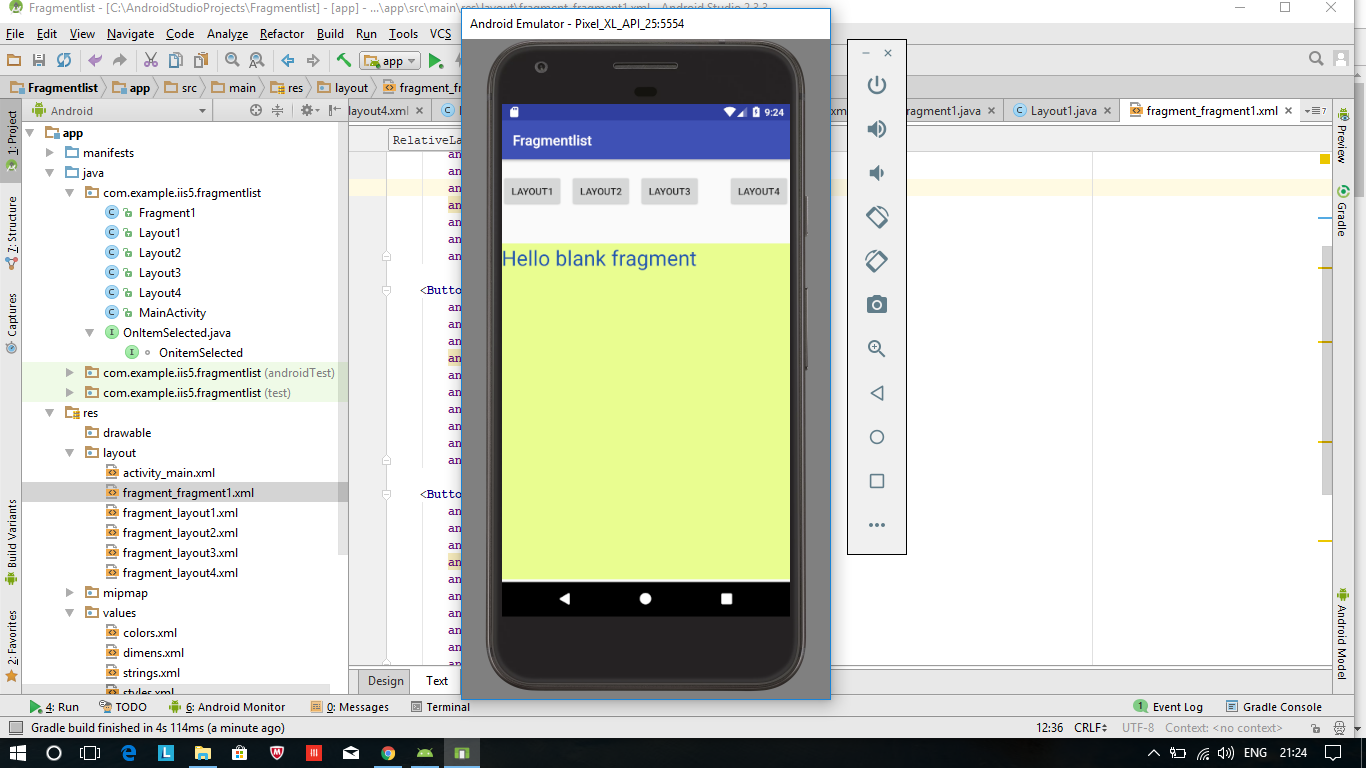 Fragmentlist - [C:\AndroidStudioProjects\Fragmentlist] - [app] - ...\app\src\main\res\layout\fragment_fragment1.xml - Android Studio 2.3.3
Android Emulator - Pixel_XL_API_25:5554
File Edit View Navigate Code Analyze Refactor Build Run Tools VCS
app
Fragmentlist app src main res layout fragment_fr
Android
layout4.xml
ragment1.java Layout1.java fragment_fragment1.xml
7
RelativeLa
1: Project
7: Structure
Captures
Build Variants
2: Favorites
app
manifests
java
com.example.iis5.fragmentlist
Fragment1
Layout1
Layout2
Layout3
Layout4
MainActivity
OnItemSelected.java
OnitemSelected
com.example.iis5.fragmentlist (androidTest)
com.example.iis5.fragmentlist (test)
res
drawable
layout
activity_main.xml
fragment_fragment1.xml
fragment_layout1.xml
fragment_layout2.xml
fragment_layout3.xml
fragment_layout4.xml
mipmap
values
colors.xml
dimens.xml
strings.xml
styles.xml
an
an
an
an
an
an
an
<Butto
an
an
an
an
an
an
an
an
an
an
<Butto
an
an
an
an
an
an
an
an
an
an
9:24
Fragmentlist
LAYOUT1 LAYOUT2 LAYOUT3 LAYOUT4
Hello blank fragment
Preview
Gradle
Android Model
Design Text
4: Run TODO 6: Android Monitor 0: Messages Terminal
1 Event Log Gradle Console
Gradle build finished in 4s 114ms (a minute ago)
12:36 CRLF UTF-8 Context: <no context>
ENG 21:24